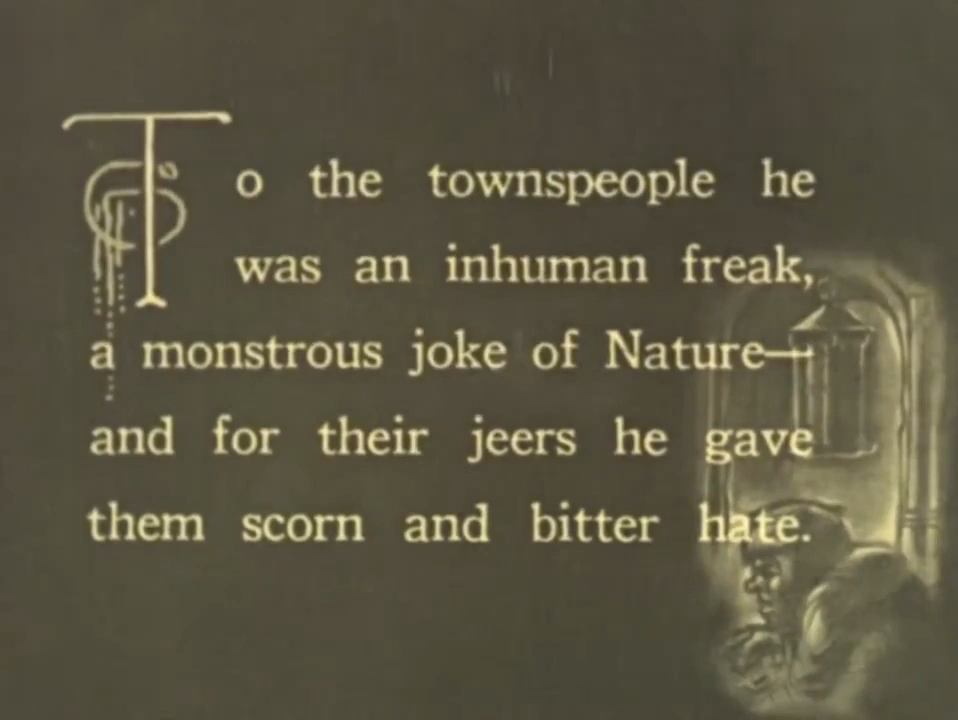 To the townspeople he
was an inhuman freak,
a monstrous joke of Nature—
and for their jeers he gave
them scorn and bitter hate.